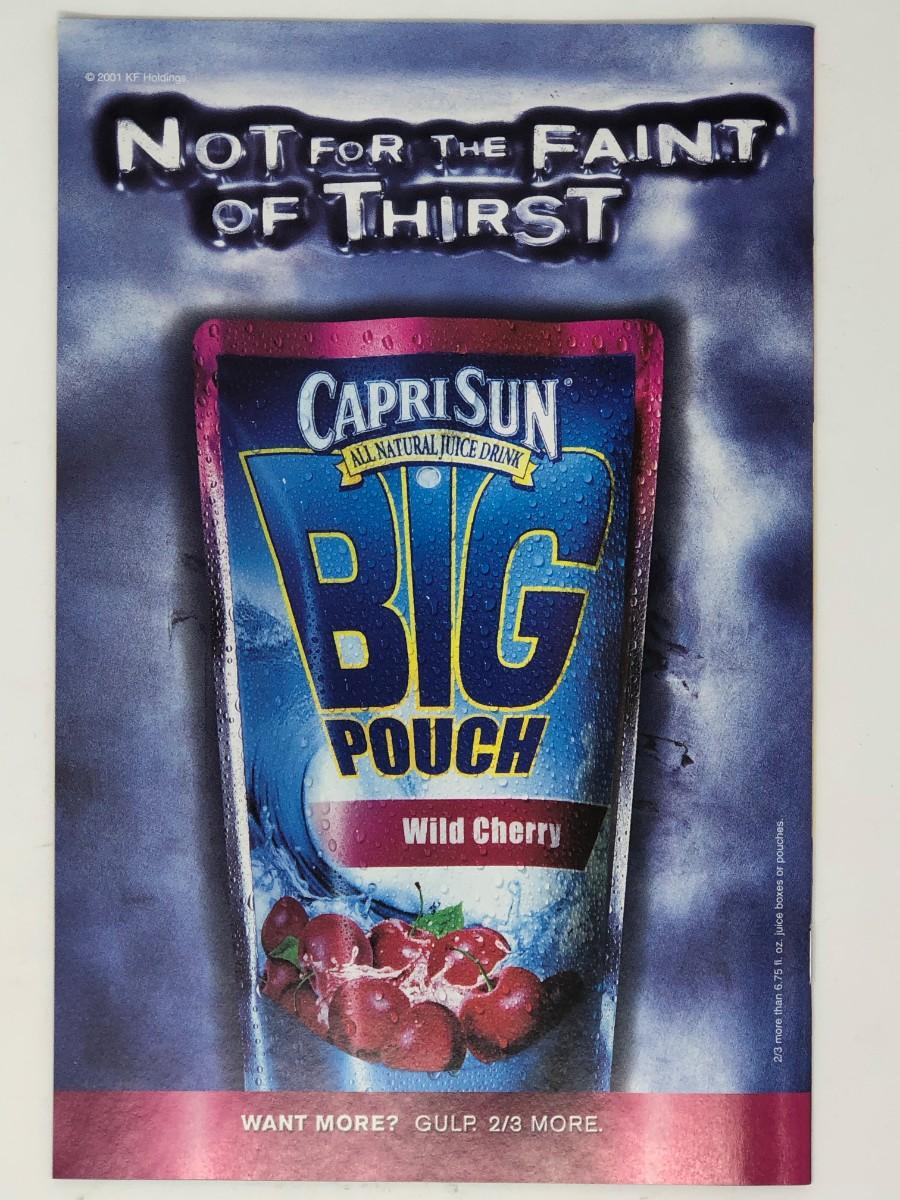 © 2001 KF Holdings
NOT FOR THE FAINT
OF THIRST
CAPRI SUN®
ALL NATURAL JUICE DRINK
BIG
POUCH
Wild Cherry
2/3 more than 6.75 fl. oz. juice boxes or pouches.
WANT MORE? GULP. 2/3 MORE.